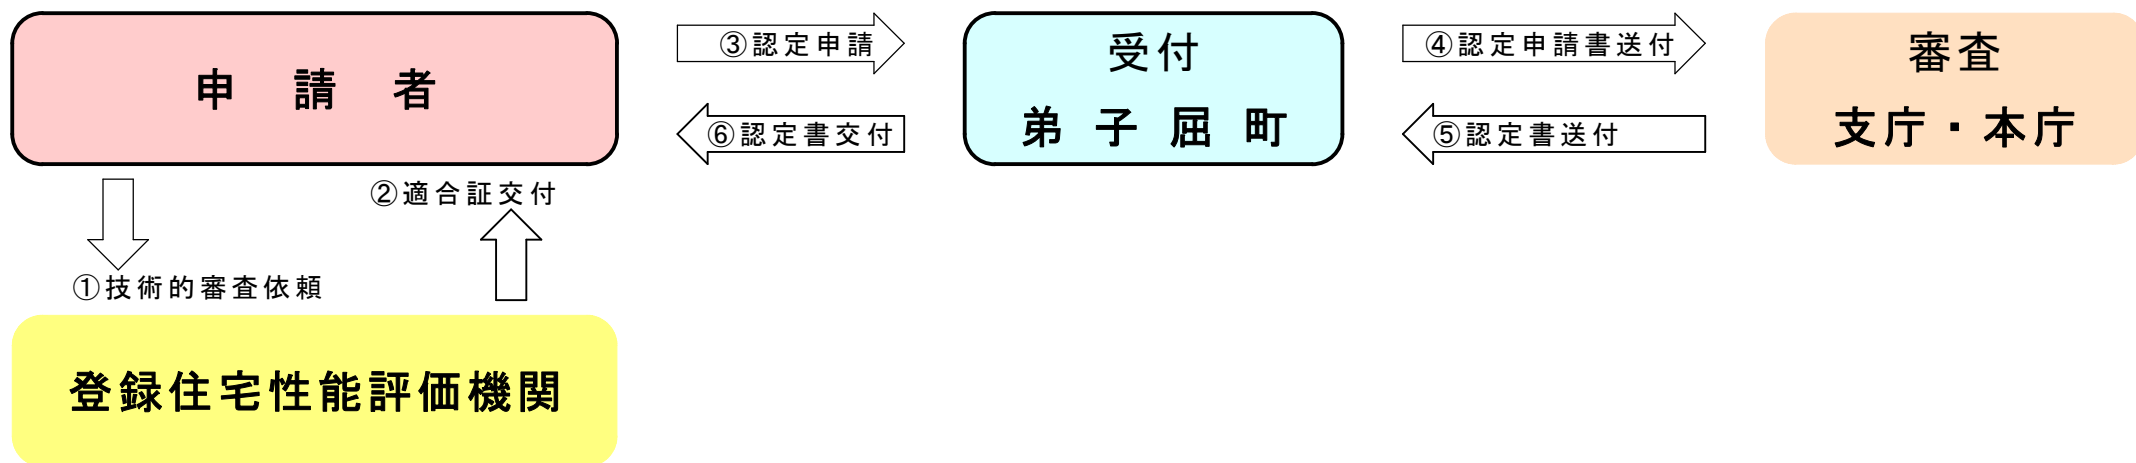 申請者
③認定申請
⑥認定書交付
受付
弟子屈町
④認定申請書送付
⑤認定書送付
審査
支庁・本庁
②適合証交付
①技術的審査依頼
登録住宅性能評価機関